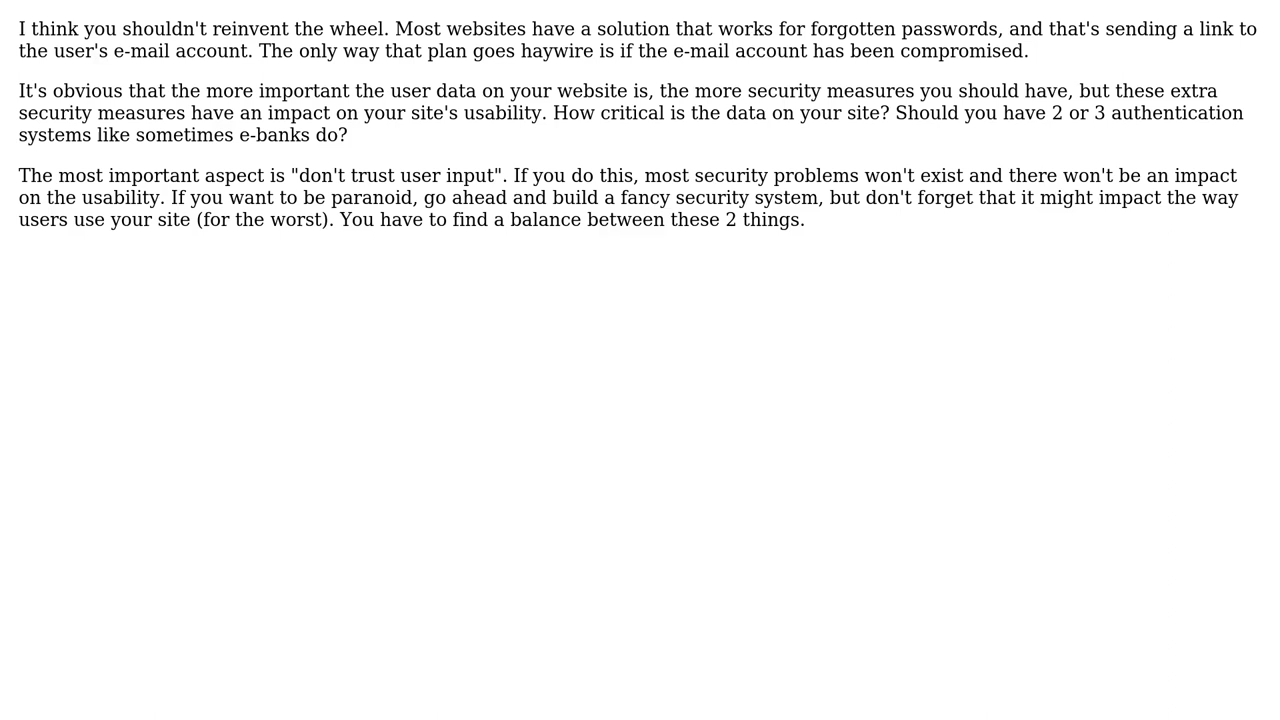 I think you shouldn't reinvent the wheel. Most websites have a solution that works for forgotten passwords, and that's sending a link to
the user's e-mail account. The only way that plan goes haywire is if the e-mail account has been compromised.
It's obvious that the more important the user data on your website is, the more security measures you should have, but these extra
security measures have an impact on your site's usability. How critical is the data on your site? Should you have 2 or 3 authentication
systems like sometimes e-banks do?
The most important aspect is "don't trust user input". If you do this, most security problems won't exist and there won't be an impact
on the usability. If you want to be paranoid, go ahead and build a fancy security system, but don't forget that it might impact the way
users use your site (for the worst). You have to find a balance between these 2 things.